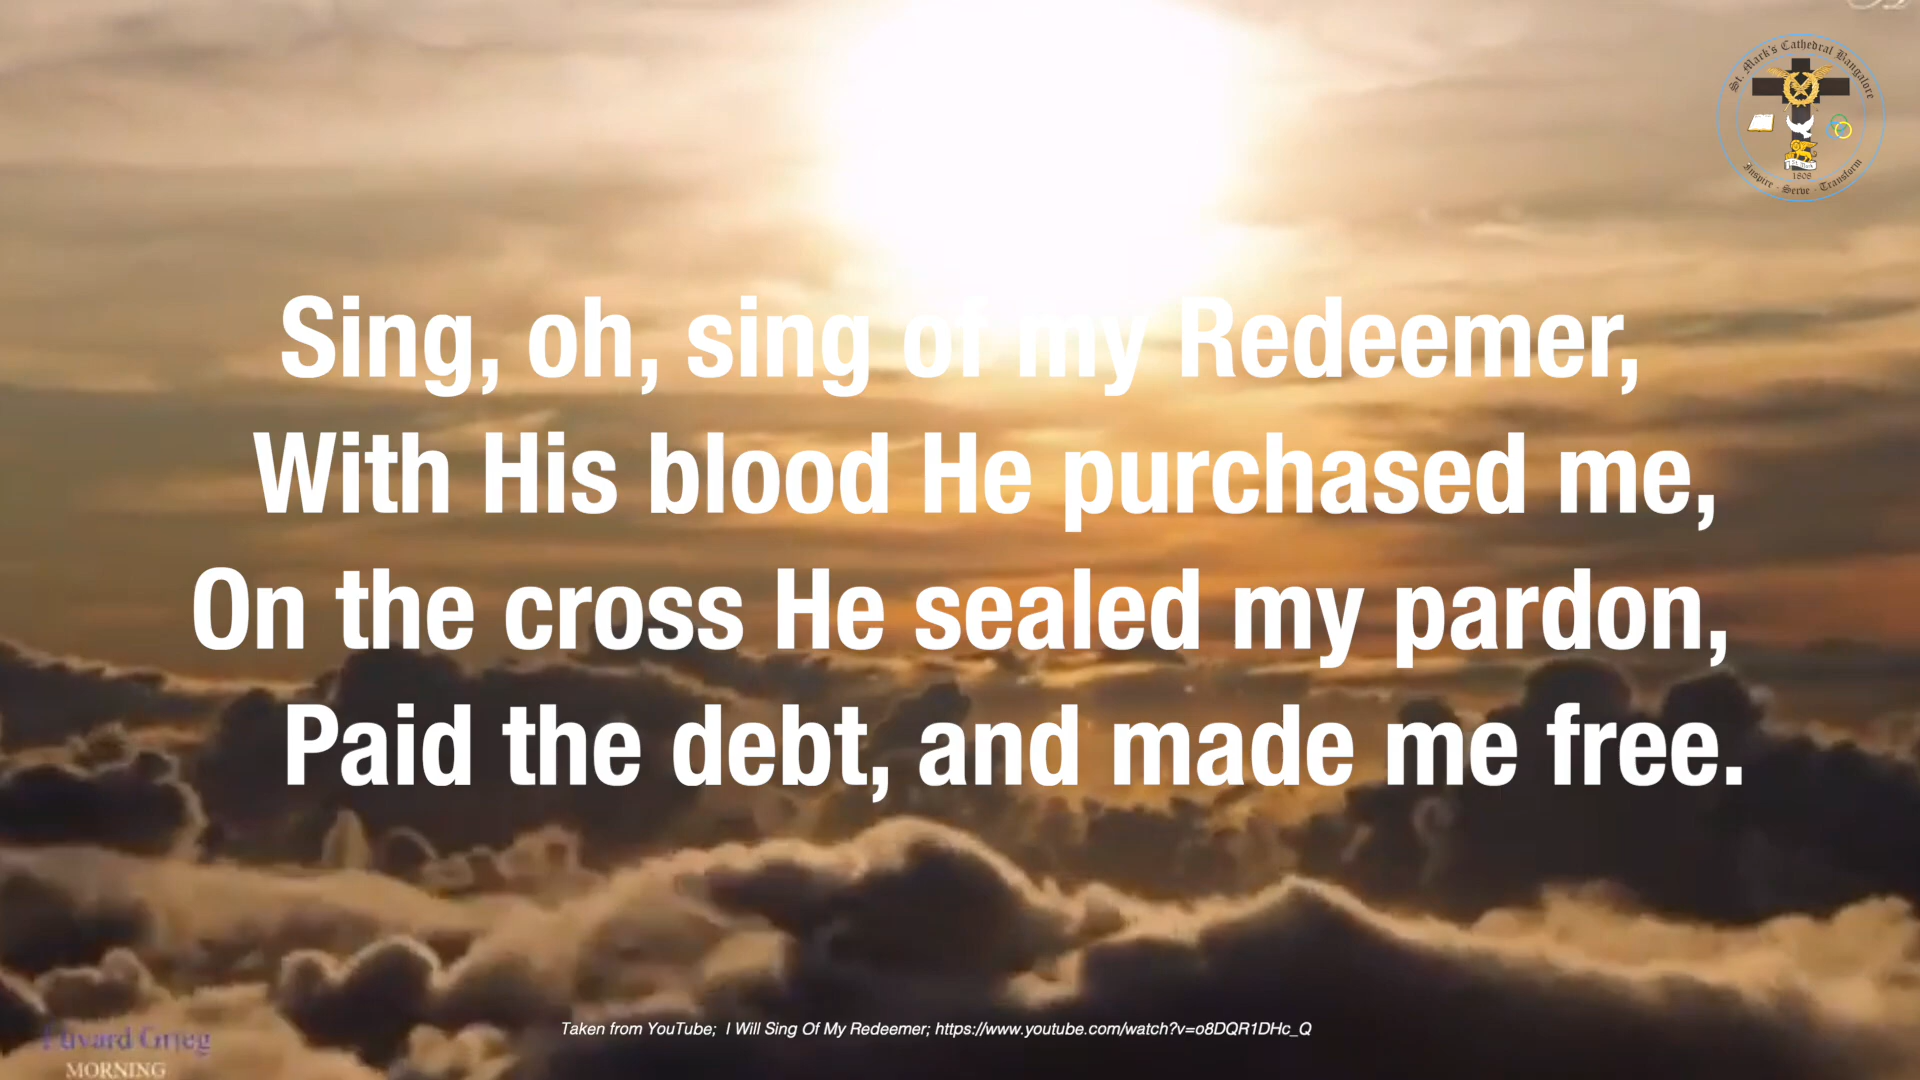 St. Mark's Cathedral Bangalore
1808
Inspire - Serve - Transform
Sing, oh, sing of my Redeemer,
With His blood He purchased me,
On the cross He sealed my pardon,
Paid the debt, and made me free.
Taken from YouTube;  I Will Sing Of My Redeemer; https://www.youtube.com/watch?v=o8DQR1DHc_Q
Edvard Grieg
MORNING